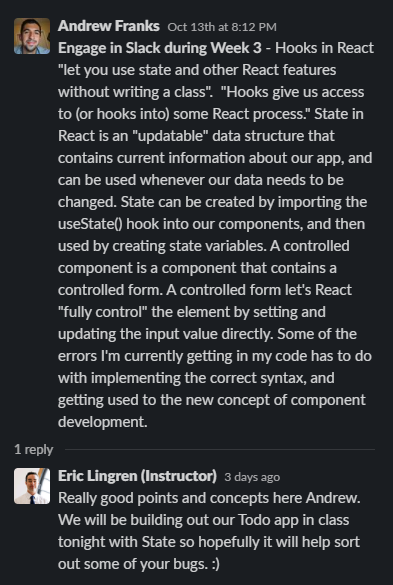 Andrew Franks Oct 13th at 8:12 PM
Engage in Slack during Week 3 - Hooks in React
"let you use state and other React features
without writing a class".  "Hooks give us access
to (or hooks into) some React process." State in
React is an "updatable" data structure that
contains current information about our app, and
can be used whenever our data needs to be
changed. State can be created by importing the
useState() hook into our components, and then
used by creating state variables. A controlled
component is a component that contains a
controlled form. A controlled form let's React
"fully control" the element by setting and
updating the input value directly. Some of the
errors I'm currently getting in my code has to do
with implementing the correct syntax, and
getting used to the new concept of component
development.
1 reply
Eric Lingren (Instructor) 3 days ago
Really good points and concepts here Andrew.
We will be building out our Todo app in class
tonight with State so hopefully it will help sort
out some of your bugs. :)